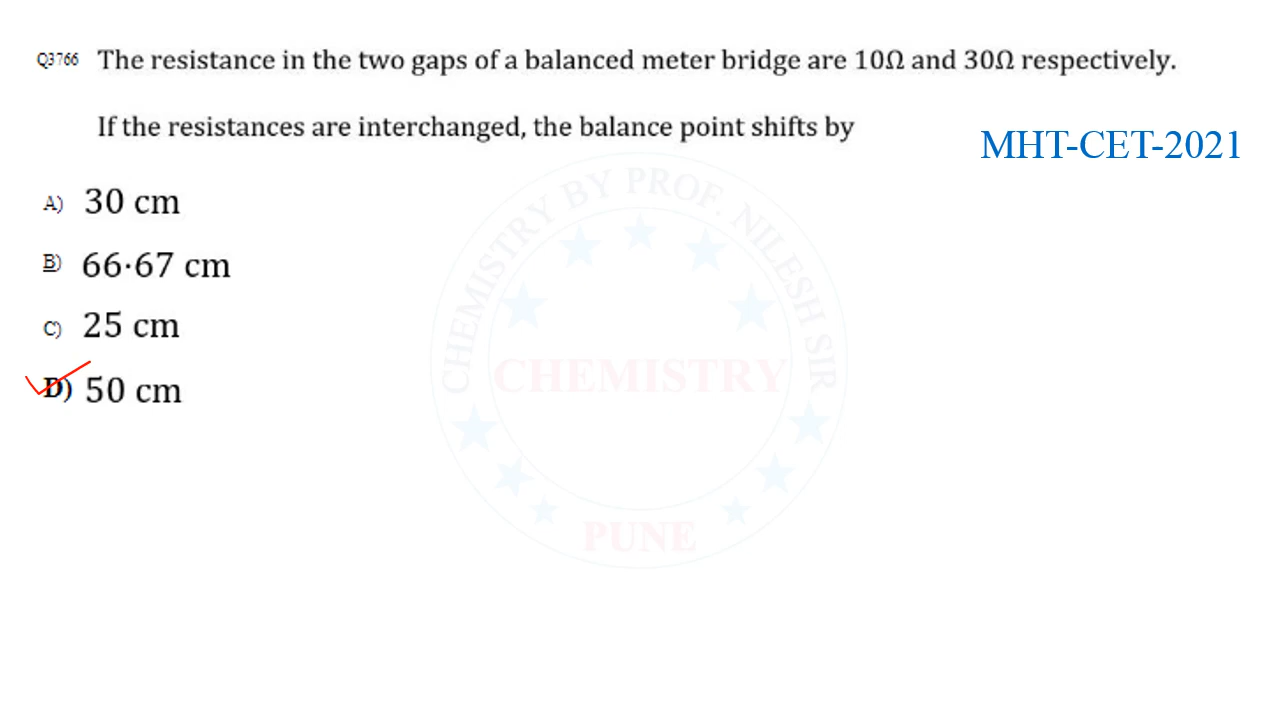 Q3766 The resistance in the two gaps of a balanced meter bridge are 10Ω and 30Ω respectively.
If the resistances are interchanged, the balance point shifts by
MHT-CET-2021
A) 30 cm
B) 66·67 cm
C) 25 cm
D) 50 cm
CHEMISTRY BY PROF. NILESH SIR
CHEMISTRY
PUNE